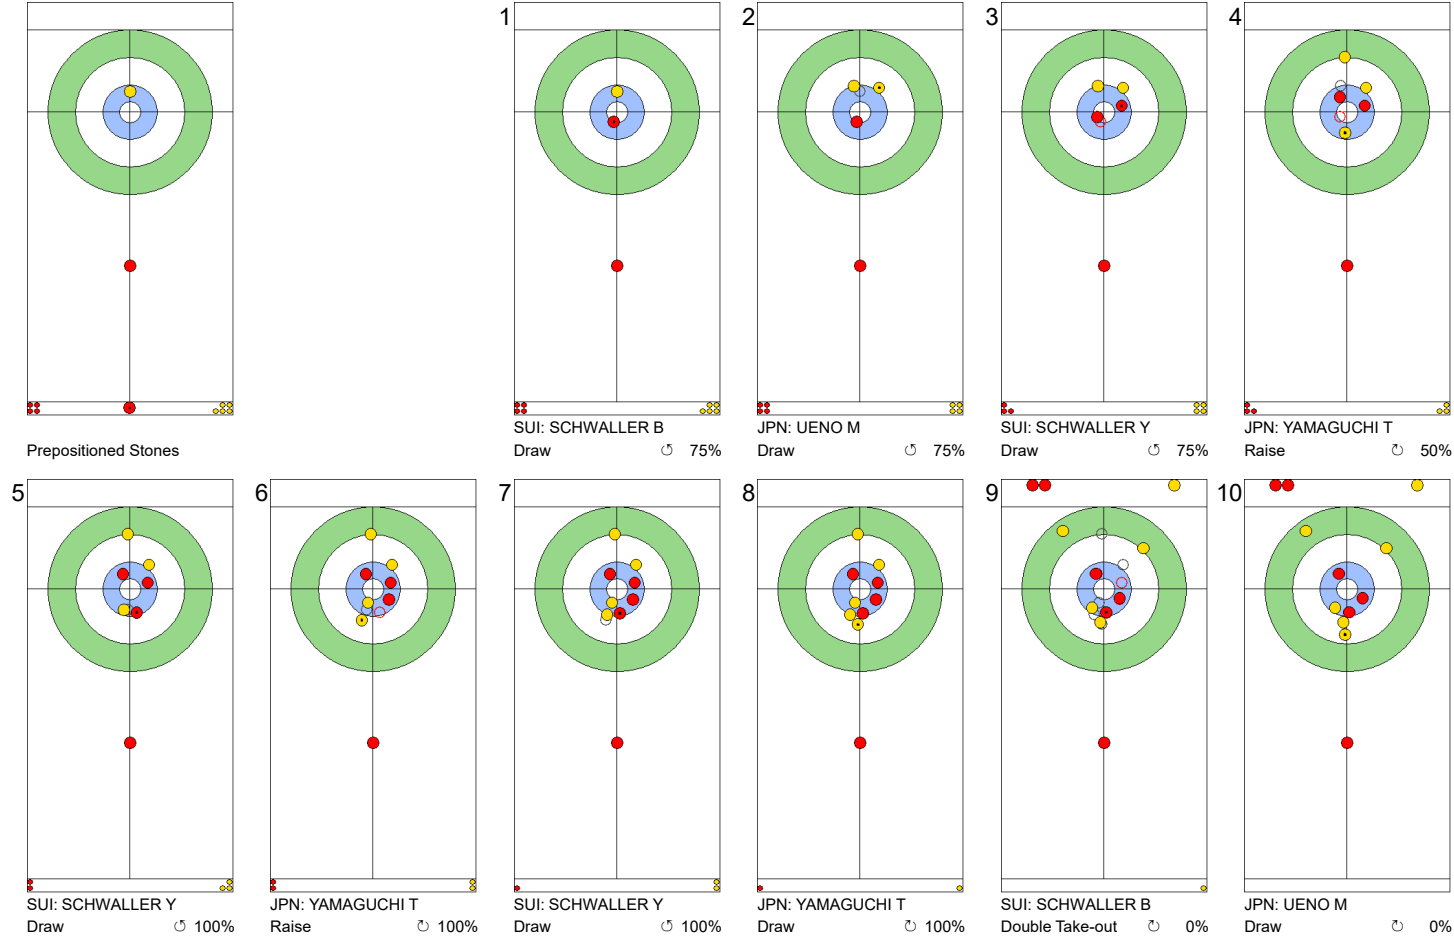 1 2 3 4
SUI: SCHWALLER B JPN: UENO M SUI: SCHWALLER Y JPN: YAMAGUCHI T
Prepositioned Stones Draw ↺ 75% Draw ↺ 75% Draw ↺ 75% Raise ↻ 50%
5 6 7 8 9 10
SUI: SCHWALLER Y JPN: YAMAGUCHI T SUI: SCHWALLER Y JPN: YAMAGUCHI T SUI: SCHWALLER B JPN: UENO M
Draw ↺ 100% Raise ↻ 100% Draw ↺ 100% Draw ↻ 100% Double Take-out ↻ 0% Draw ↻ 0%